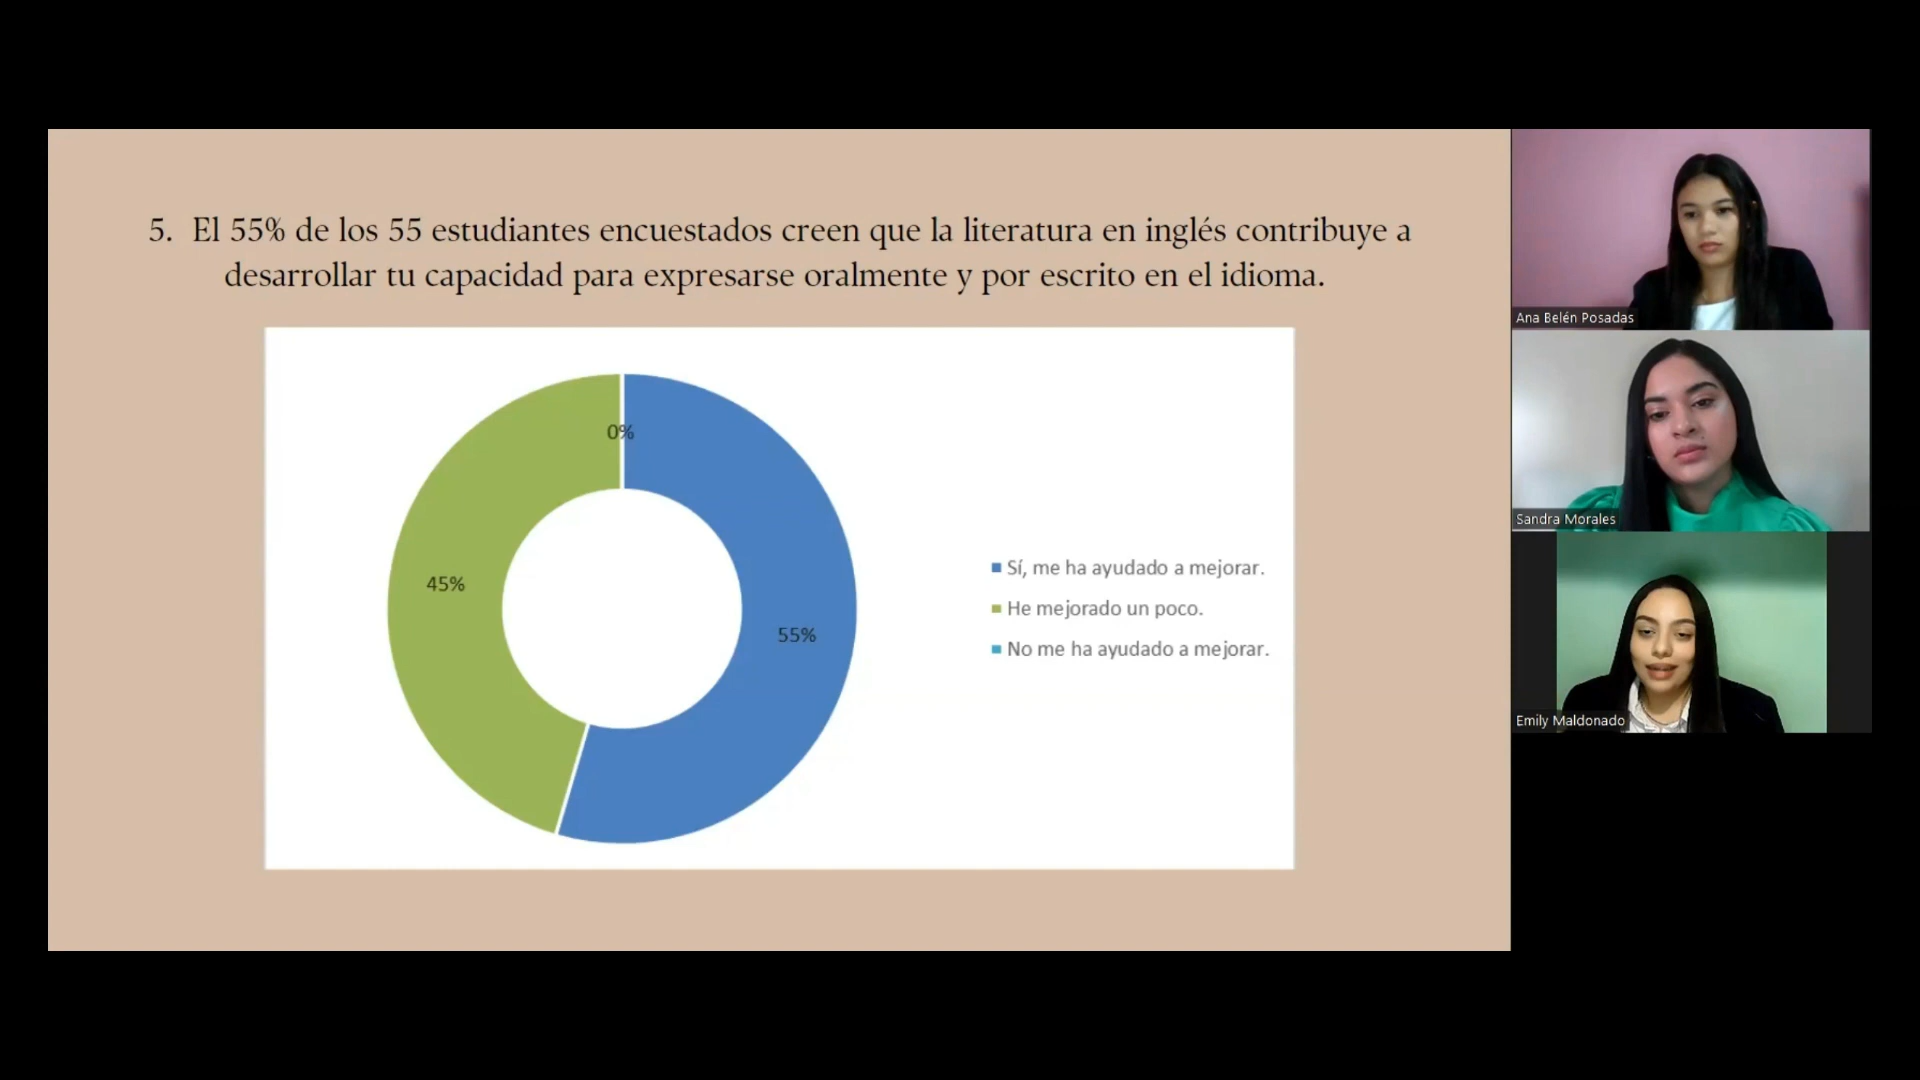 5. El 55% de los 55 estudiantes encuestados creen que la literatura en inglés contribuye a
desarrollar tu capacidad para expresarse oralmente y por escrito en el idioma.
0%
45%
55%
Sí, me ha ayudado a mejorar.
He mejorado un poco.
No me ha ayudado a mejorar.
Ana Belén Posadas
Sandra Morales
Emily Maldonado